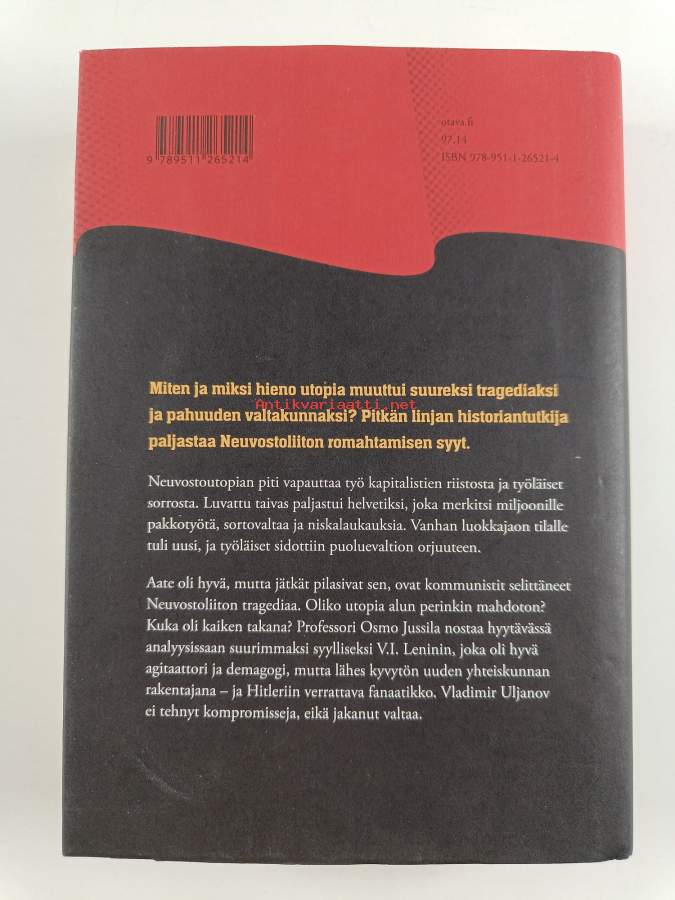 otava.fi
97.14
ISBN 978-951-1-26521-4
9 789511 265214
Miten ja miksi hieno utopia muuttui suureksi tragediaksi
Antikvariaatti.net
ja pahuuden valtakunnaksi? Pitkän linjan historiantutkija
paljastaa Neuvostoliiton romahtamisen syyt.
Neuvostoutopian piti vapauttaa työ kapitalistien riistosta ja työläiset
sorrosta. Luvattu taivas paljastui helvetiksi, joka merkitsi miljoonille
pakkotyötä, sortovaltaa ja niskalaukauksia. Vanhan luokkajaon tilalle
tuli uusi, ja työläiset sidottiin puoluevaltion orjuuteen.
Aate oli hyvä, mutta jätkät pilasivat sen, ovat kommunistit selittäneet
Neuvostoliiton tragediaa. Oliko utopia alun perinkin mahdoton?
Kuka oli kaiken takana? Professori Osmo Jussila nostaa hyytävässä
analyysissaan suurimmaksi syylliseksi V.I. Leninin, joka oli hyvä
agitaattori ja demagogi, mutta lähes kyvytön uuden yhteiskunnan
rakentajana – ja Hitleriin verrattava fanaatikko. Vladimir Uljanov
ei tehnyt kompromisseja, eikä jakanut valtaa.